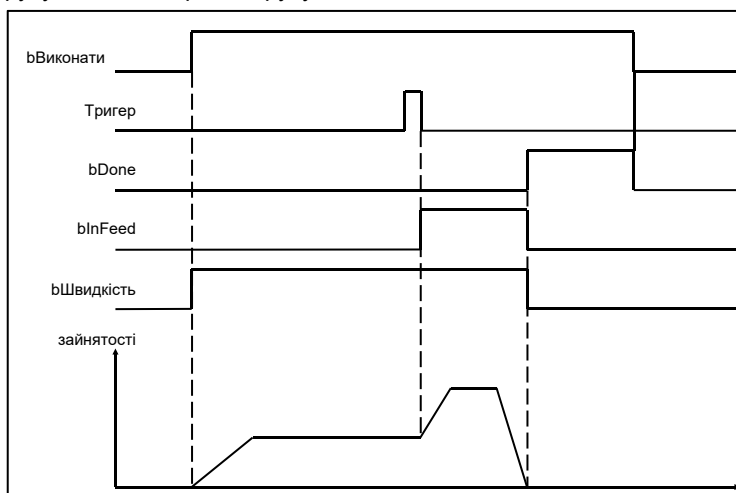 bВиконати
Тригер
bDone
bInFeed
bШвидкість
зайнятості